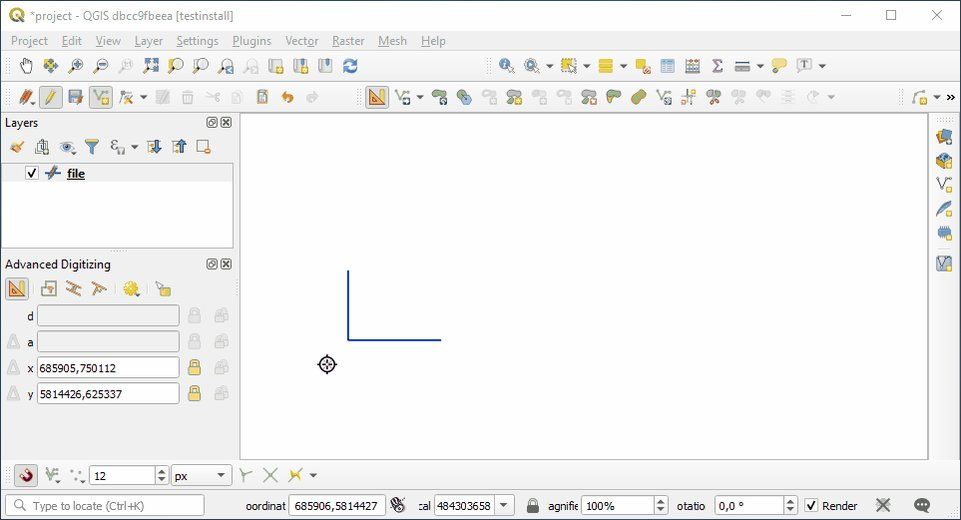 *project - QGIS dbcc9fbeea [testinstall]
Project Edit View Layer Settings Plugins Vector Raster Mesh Help
Layers
file
Advanced Digitizing
d
a
x 685905,750112
y 5814426,625337
12 px
Type to locate (Ctrl+K) oordinat 685906,5814427 cal 484303658 agnifie 100% otatio 0,0 ° Render